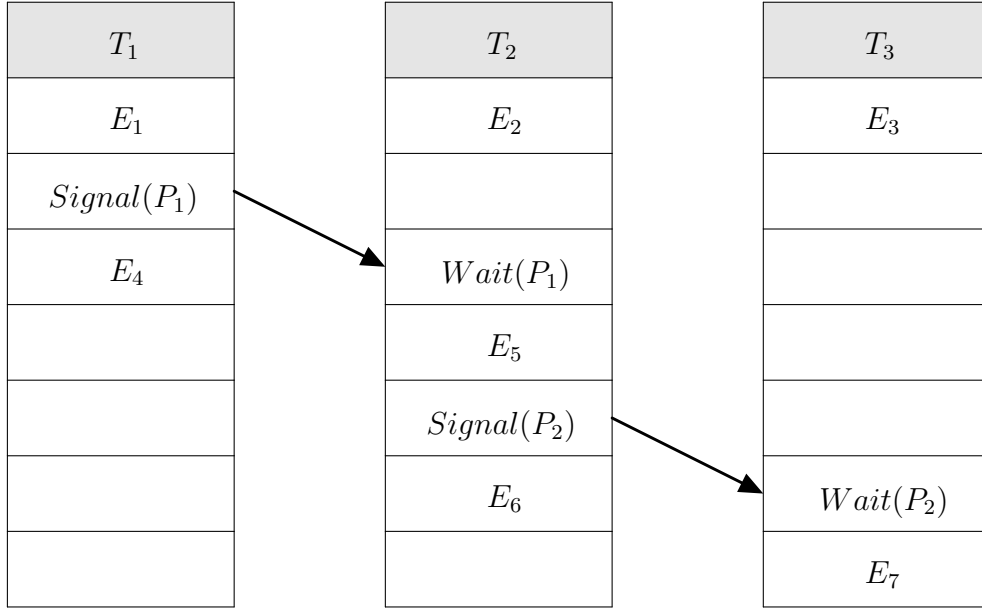 T₁ T₂ T₃
E₁ E₂ E₃
Signal(P₁)
E₄ Wait(P₁)
E₅
Signal(P₂)
E₆ Wait(P₂)
E₇